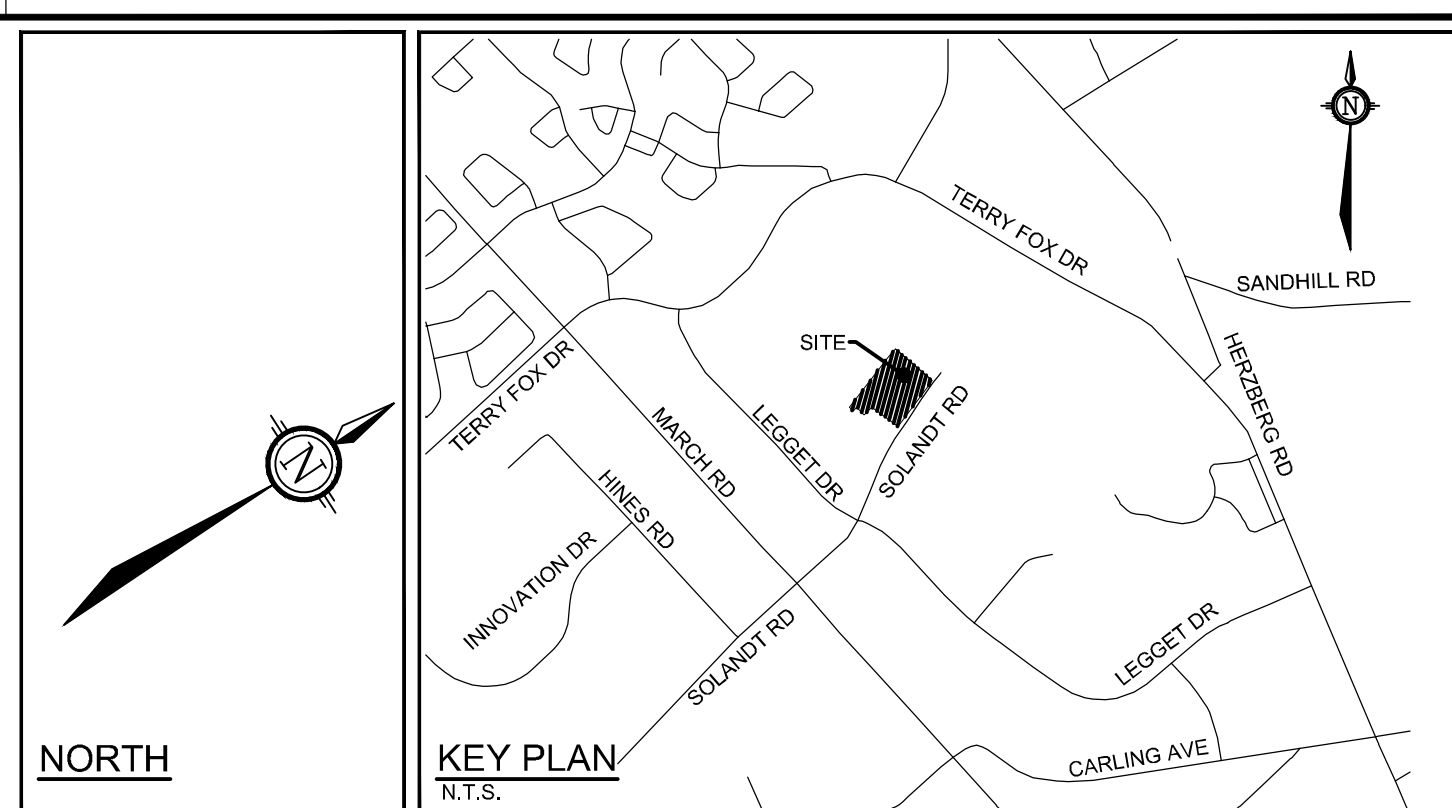 N
NORTH
N
TERRY FOX DR
SANDHILL RD
SITE
HERZBERG RD
TERRY FOX DR
MARCH RD
LEGGET DR
SOLANDT RD
HINES RD
INNOVATION DR
SOLANDT RD
LEGGET DR
CARLING AVE
KEY PLAN
N.T.S.